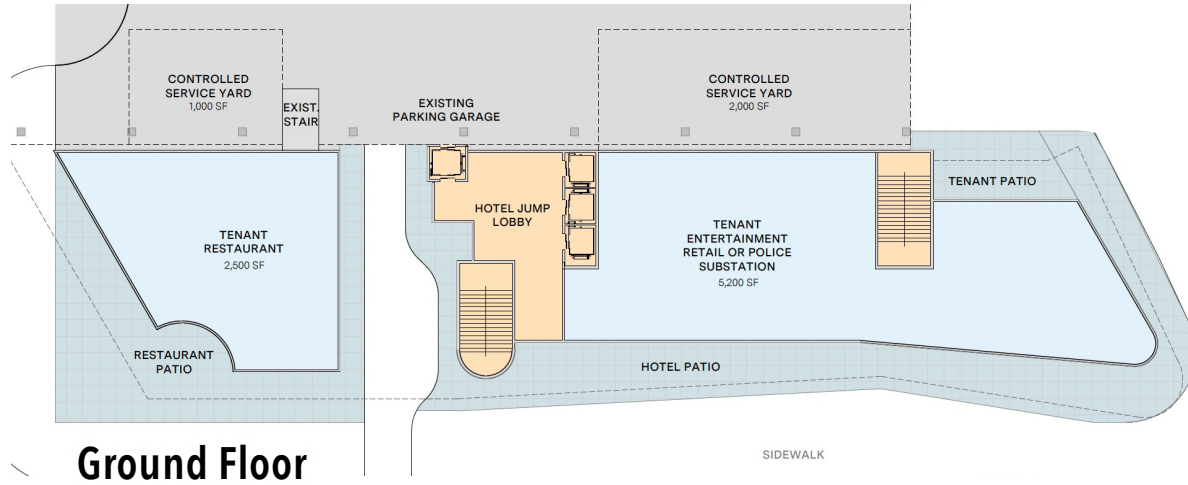 CONTROLLED
SERVICE YARD
1,000 SF
EXIST.
STAIR
EXISTING
PARKING GARAGE
CONTROLLED
SERVICE YARD
2,000 SF
TENANT PATIO
HOTEL JUMP
LOBBY
TENANT
RESTAURANT
2,500 SF
TENANT
ENTERTAINMENT
RETAIL OR POLICE
SUBSTATION
5,200 SF
RESTAURANT
PATIO
HOTEL PATIO
SIDEWALK
Ground Floor